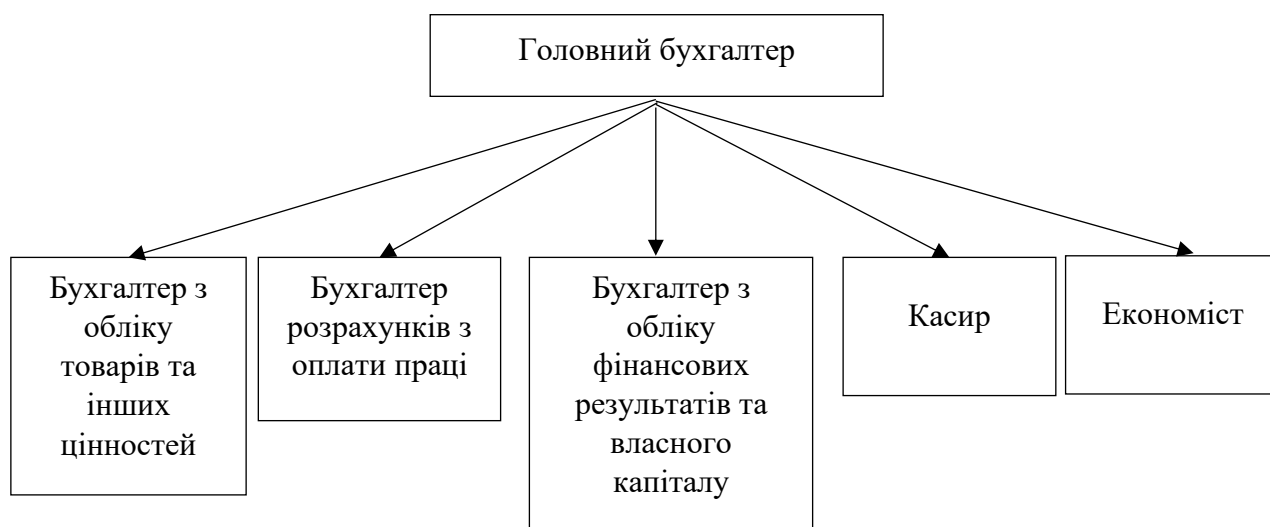 Головний бухгалтер
Бухгалтер з
обліку
товарів та
інших
цінностей
Бухгалтер
розрахунків з
оплати праці
Бухгалтер з
обліку
фінансових
результатів та
власного
капіталу
Касир
Економіст